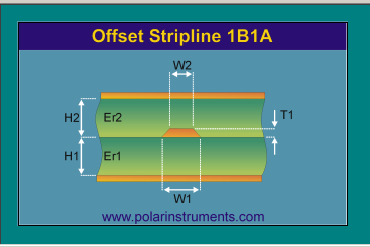 Offset Stripline 1B1A
W2
H2
Er2
T1
H1
Er1
W1
www.polarinstruments.com